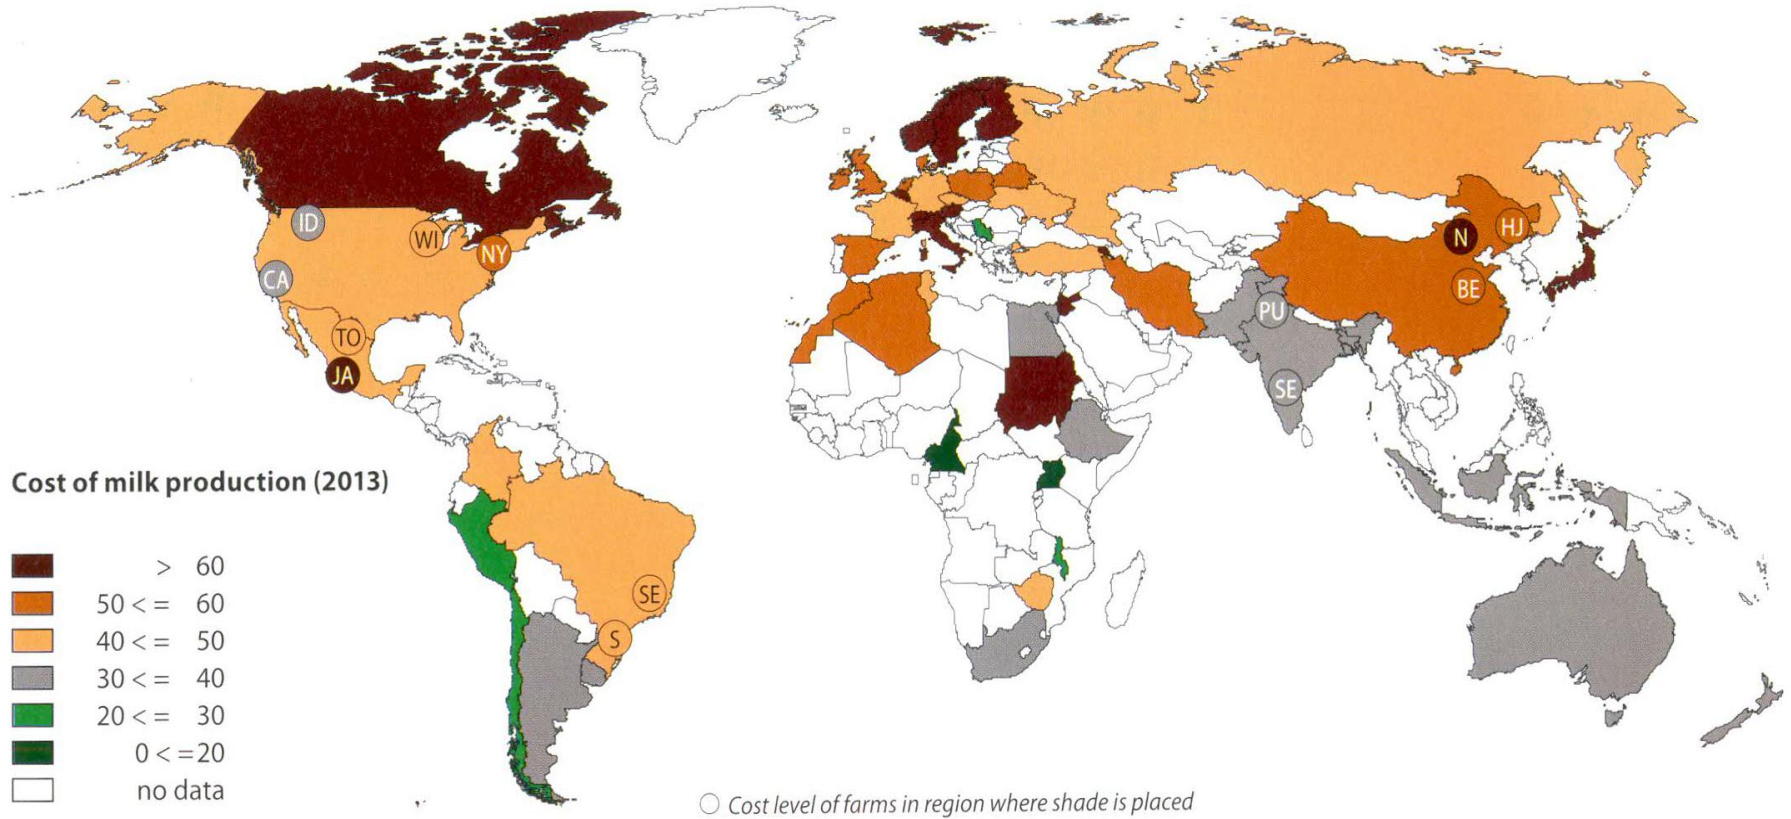 ID
WI
NY
CA
TO
JA
N
HJ
BE
PU
SE
SE
S
Cost of milk production (2013)
> 60
50 < = 60
40 < = 50
30 < = 40
20 < = 30
0 < =20
no data
Cost level of farms in region where shade is placed